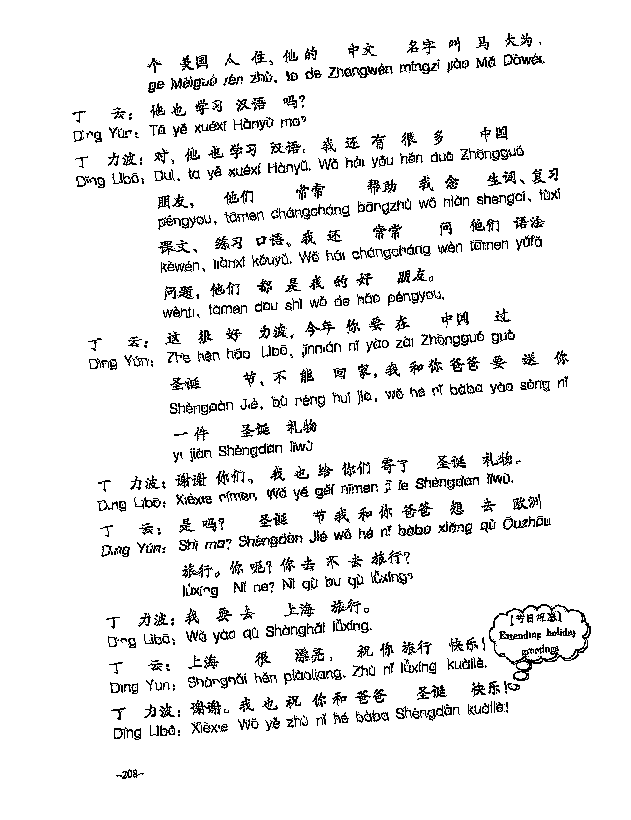 个 美国 人 住、他 的 中文 名字 叫 马 大为。
ge Měiguó rén zhù, ta de Zhongwén míngzi jiào Mǎ Dàwéi.
丁 云：他 也 学习 汉语 吗？
Dīng Yún: Tā yě xuéxí Hànyǔ ma?
丁 力波：对，他 也 学习 汉语。我 还 有 很 多 中国
Dīng Lìbō: Duì, ta yě xuéxí Hànyǔ. Wǒ hái yǒu hěn duō Zhōngguó
朋友， 他们 常常 帮助 我 念 生词、复习
péngyou, tāmen chángcháng bāngzhù wǒ niàn shengcí, fùxí
课文、练习 口语。我 还 常常 问 他们 语法
kèwén, liànxí kǒuyǔ. Wǒ hái chángcháng wèn tāmen yǔfǎ
问题，他们 都 是 我 的 好 朋友。
wèntí, tamen dou shì wǒ de hǎo péngyou.
丁 云：这 很 好 力波，今年 你 要 在 中国 过
Dīng Yún: Zhe hěn hǎo Lìbō, jīnnián nǐ yào zài Zhōngguó guò
圣诞 节，不 能 回 家，我 和 你 爸爸 要 送 你
Shèngdàn Jié, bù néng huí jia, wǒ hé nǐ bàba yào sòng nǐ
一 件 圣诞 礼物
yí jiàn Shèngdàn lǐwù
丁 力波：谢谢 你们。我 也 给 你们 寄 了 圣诞 礼物。
Dīng Lìbō: Xièxie nǐmen. Wǒ yě gěi nǐmen jì le Shèngdàn lǐwù.
丁 云：是 吗？ 圣诞 节 我 和 你 爸爸 想 去 欧洲
Dīng Yún: Shì ma? Shèngdàn Jié wǒ hé nǐ bàba xiǎng qù Ōuzhōu
旅行。你 呢？你 去 不 去 旅行？
lǚxíng Nǐ ne? Nǐ qù bu qù lǚxíng?
丁 力波：我 要 去 上海 旅行。
Dīng Lìbō: Wǒ yào qù Shànghǎi lǚxíng.
【节日祝愿】
Extending holiday
greetings
丁 云：上海 很 漂亮， 祝 你 旅行 快乐！
Dīng Yún: Shànghǎi hěn piàoliang. Zhù nǐ lǚxíng kuàilè.
丁 力波：谢谢。我 也 祝 你 和 爸爸 圣诞 快乐！
Dīng Lìbō: Xièxie Wǒ yě zhù nǐ hé bàba Shèngdàn kuàilè!
–208–